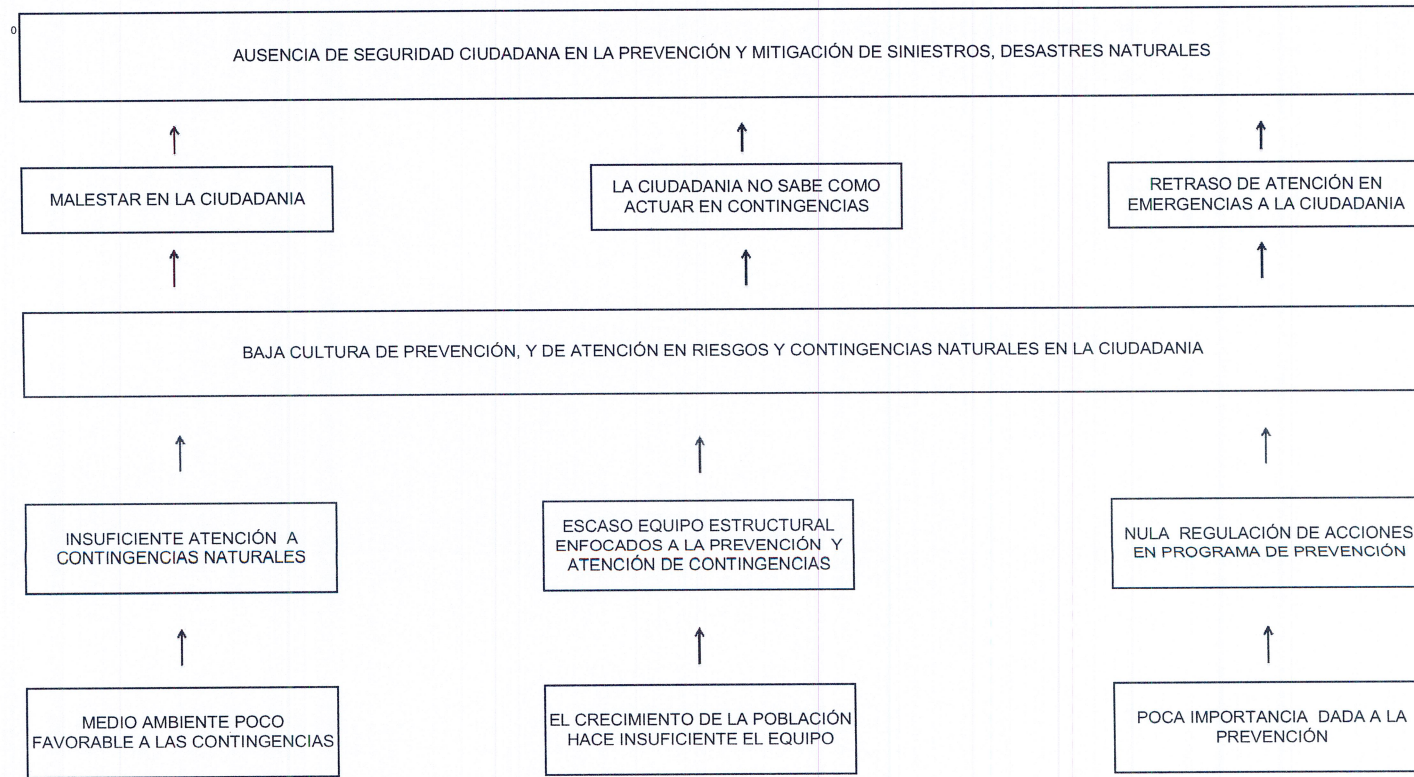 0
AUSENCIA DE SEGURIDAD CIUDADANA EN LA PREVENCIÓN Y MITIGACIÓN DE SINIESTROS, DESASTRES NATURALES
MALESTAR EN LA CIUDADANIA
LA CIUDADANIA NO SABE COMO
ACTUAR EN CONTINGENCIAS
RETRASO DE ATENCIÓN EN
EMERGENCIAS A LA CIUDADANIA
BAJA CULTURA DE PREVENCIÓN, Y DE ATENCIÓN EN RIESGOS Y CONTINGENCIAS NATURALES EN LA CIUDADANIA
INSUFICIENTE ATENCIÓN A
CONTINGENCIAS NATURALES
ESCASO EQUIPO ESTRUCTURAL
ENFOCADOS A LA PREVENCIÓN Y
ATENCIÓN DE CONTINGENCIAS
NULA REGULACIÓN DE ACCIONES
EN PROGRAMA DE PREVENCIÓN
MEDIO AMBIENTE POCO
FAVORABLE A LAS CONTINGENCIAS
EL CRECIMIENTO DE LA POBLACIÓN
HACE INSUFICIENTE EL EQUIPO
POCA IMPORTANCIA DADA A LA
PREVENCIÓN